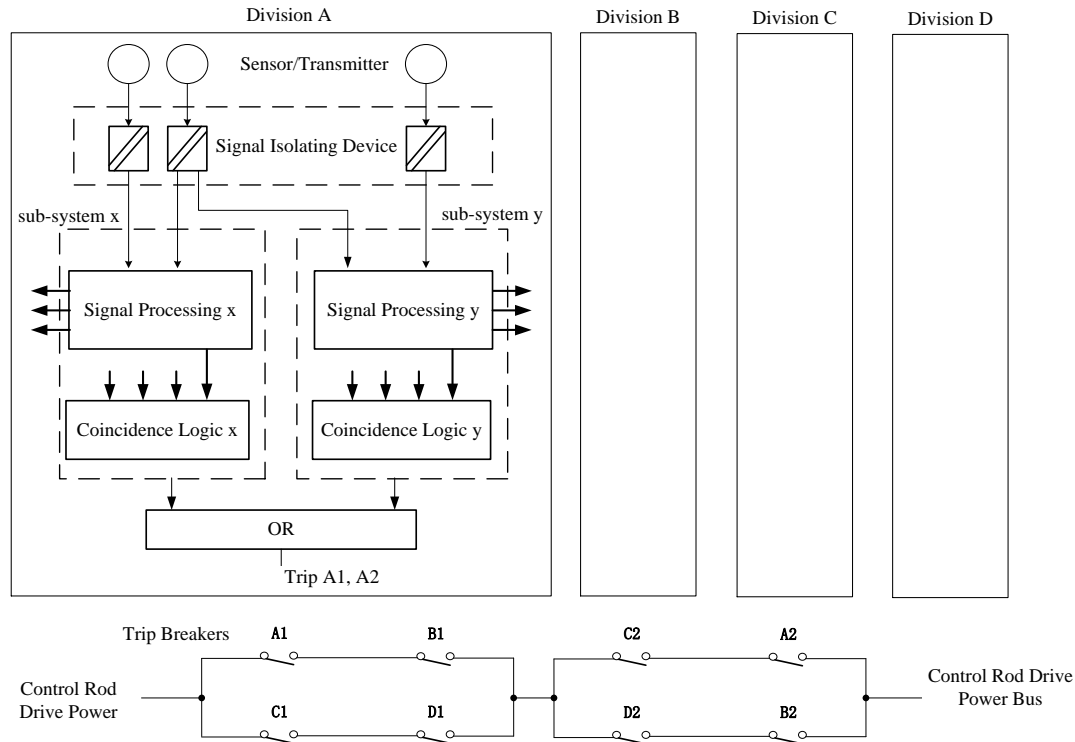 Division A
Division B
Division C
Division D
Sensor/Transmitter
Signal Isolating Device
sub-system x
sub-system y
Signal Processing x
Signal Processing y
Coincidence Logic x
Coincidence Logic y
OR
Trip A1, A2
Trip Breakers
A1
B1
C2
A2
Control Rod
Drive Power
Control Rod Drive
Power Bus
C1
D1
D2
B2